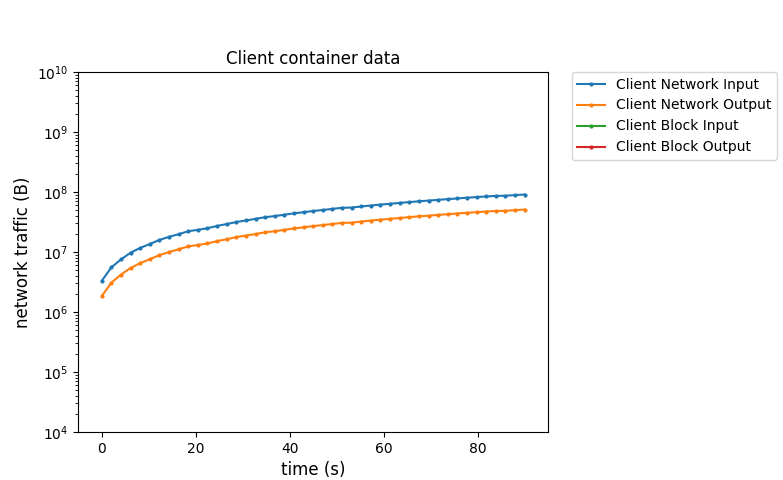 Client container data
network traffic (B)
10^10
10^9
10^8
10^7
10^6
10^5
10^4
0 20 40 60 80
time (s)
Client Network Input
Client Network Output
Client Block Input
Client Block Output